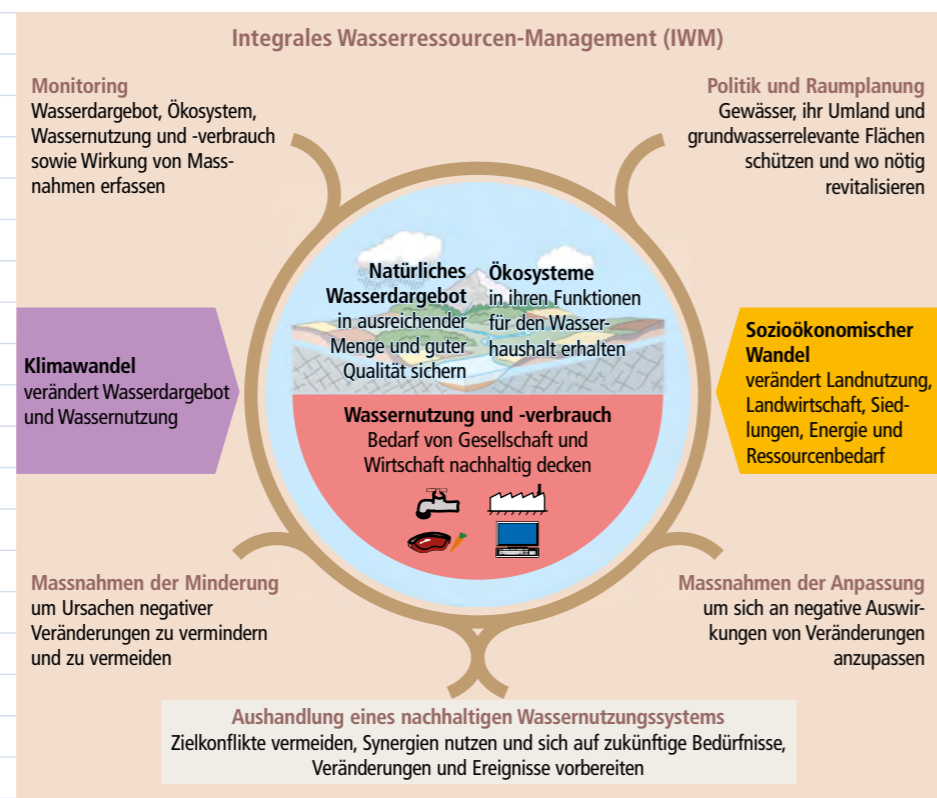 Integrales Wasserressourcen-Management (IWM)
Monitoring
Wasserdargebot, Ökosystem,
Wassernutzung und -verbrauch
sowie Wirkung von Mass-
nahmen erfassen
Politik und Raumplanung
Gewässer, ihr Umland und
grundwasserrelevante Flächen
schützen und wo nötig
revitalisieren
Natürliches
Wasserdargebot
in ausreichender
Menge und guter
Qualität sichern
Ökosysteme
in ihren Funktionen
für den Wasser-
haushalt erhalten
Klimawandel
verändert Wasserdargebot
und Wassernutzung
Sozioökonomischer
Wandel
verändert Landnutzung,
Landwirtschaft, Sied-
lungen, Energie und
Ressourcenbedarf
Wassernutzung und -verbrauch
Bedarf von Gesellschaft und
Wirtschaft nachhaltig decken
Massnahmen der Minderung
um Ursachen negativer
Veränderungen zu vermindern
und zu vermeiden
Massnahmen der Anpassung
um sich an negative Auswir-
kungen von Veränderungen
anzupassen
Aushandlung eines nachhaltigen Wassernutzungssystems
Zielkonflikte vermeiden, Synergien nutzen und sich auf zukünftige Bedürfnisse,
Veränderungen und Ereignisse vorbereiten